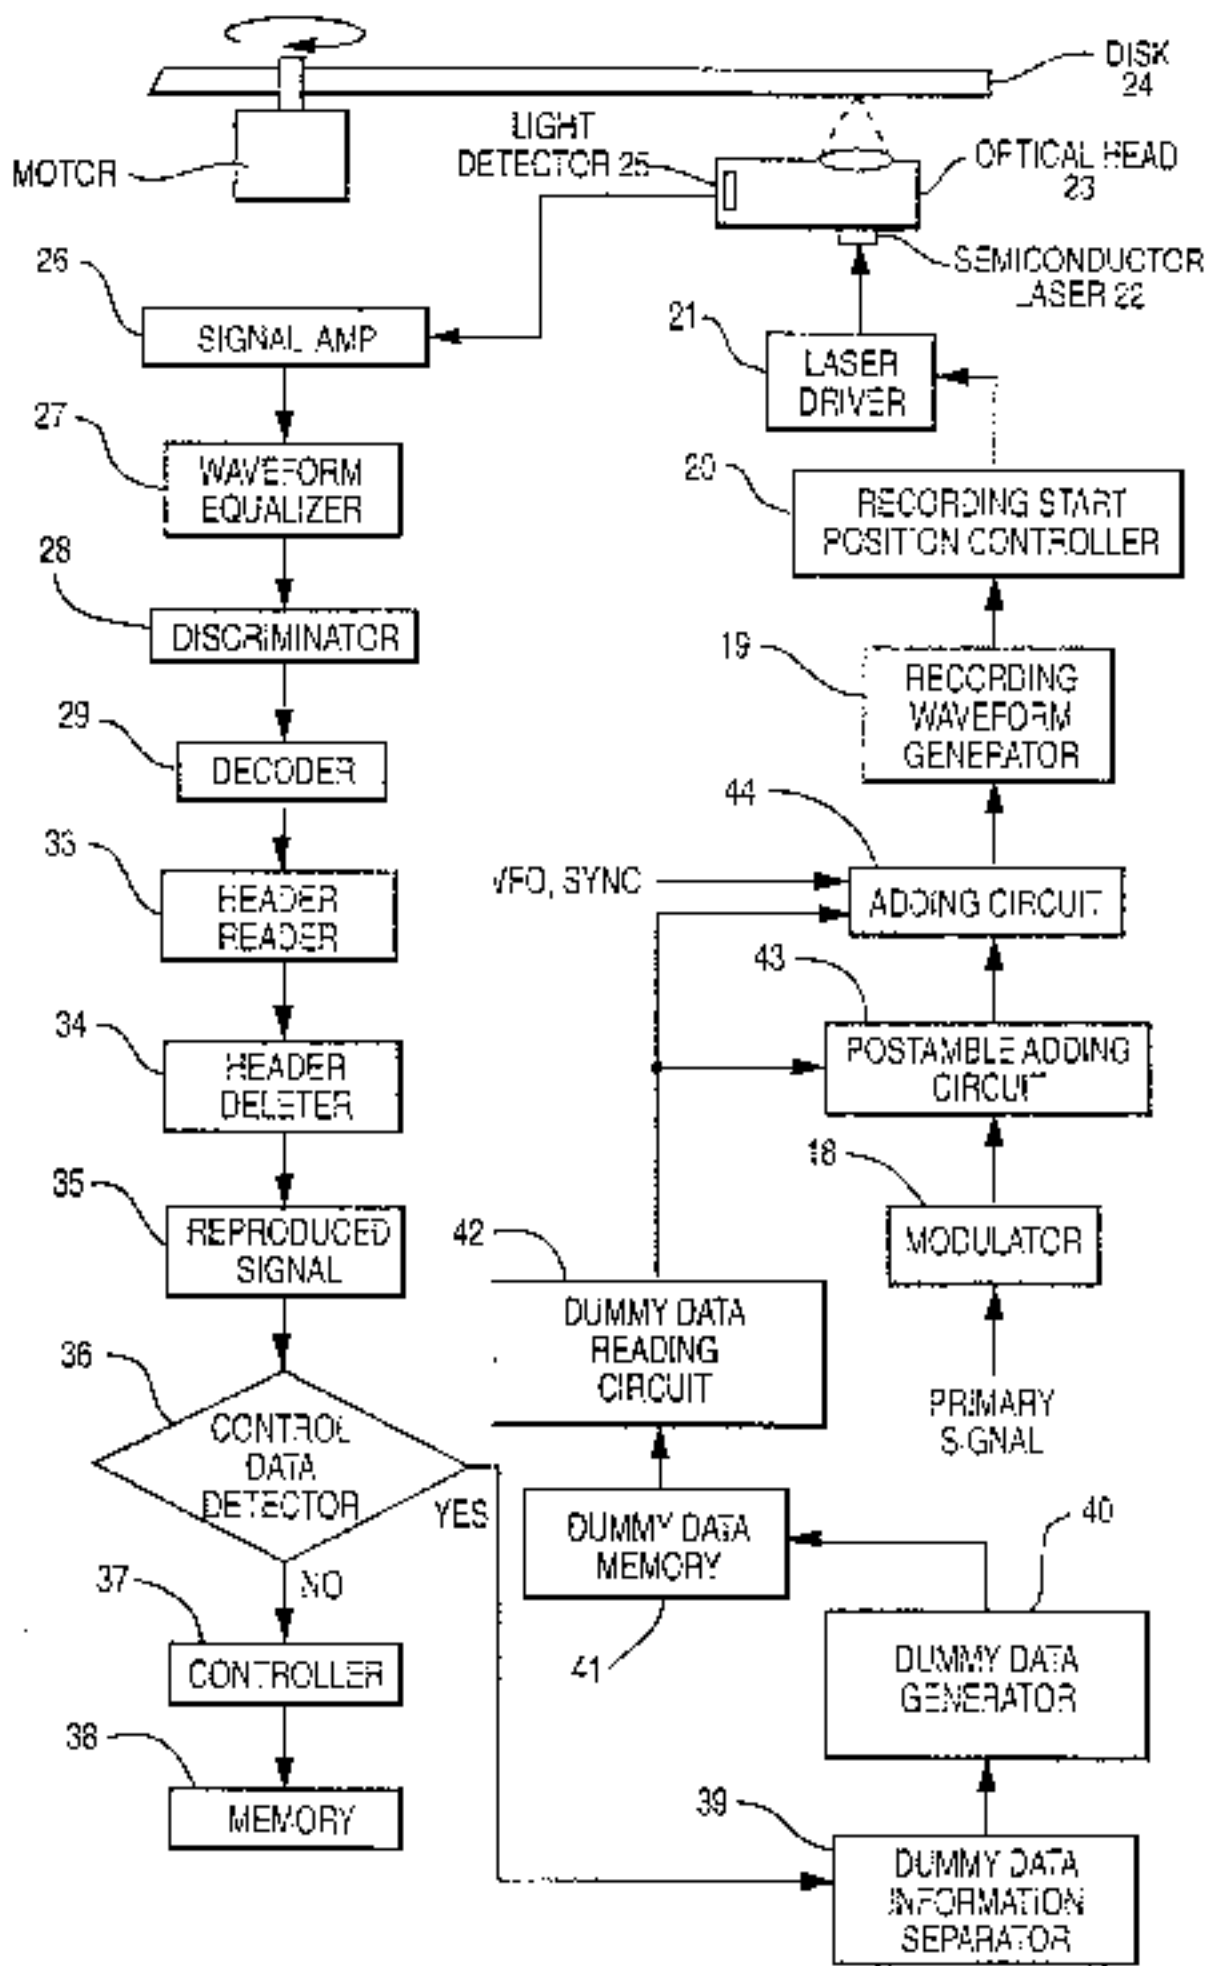 DISK
24
LIGHT
DETECTOR 25
MOTOR
OPTICAL HEAD
23
SEMICONDUCTOR
LASER 22
26
SIGNAL AMP
21
LASER
DRIVER
27
WAVEFORM
EQUALIZER
20
RECORDING START
POSITION CONTROLLER
28
DISCRIMINATOR
19
RECORDING
WAVEFORM
GENERATOR
29
DECODER
44
VFO, SYNC
ADDING CIRCUIT
33
HEADER
READER
43
POSTAMBLE ADDING
CIRCUIT
34
HEADER
DELETER
18
MODULATOR
35
REPRODUCED
SIGNAL
42
DUMMY DATA
READING
CIRCUIT
PRIMARY
SIGNAL
36
CONTROL
DATA
DETECTOR
YES
NO
DUMMY DATA
MEMORY
41
40
DUMMY DATA
GENERATOR
37
CONTROLLER
38
MEMORY
39
DUMMY DATA
INFORMATION
SEPARATOR